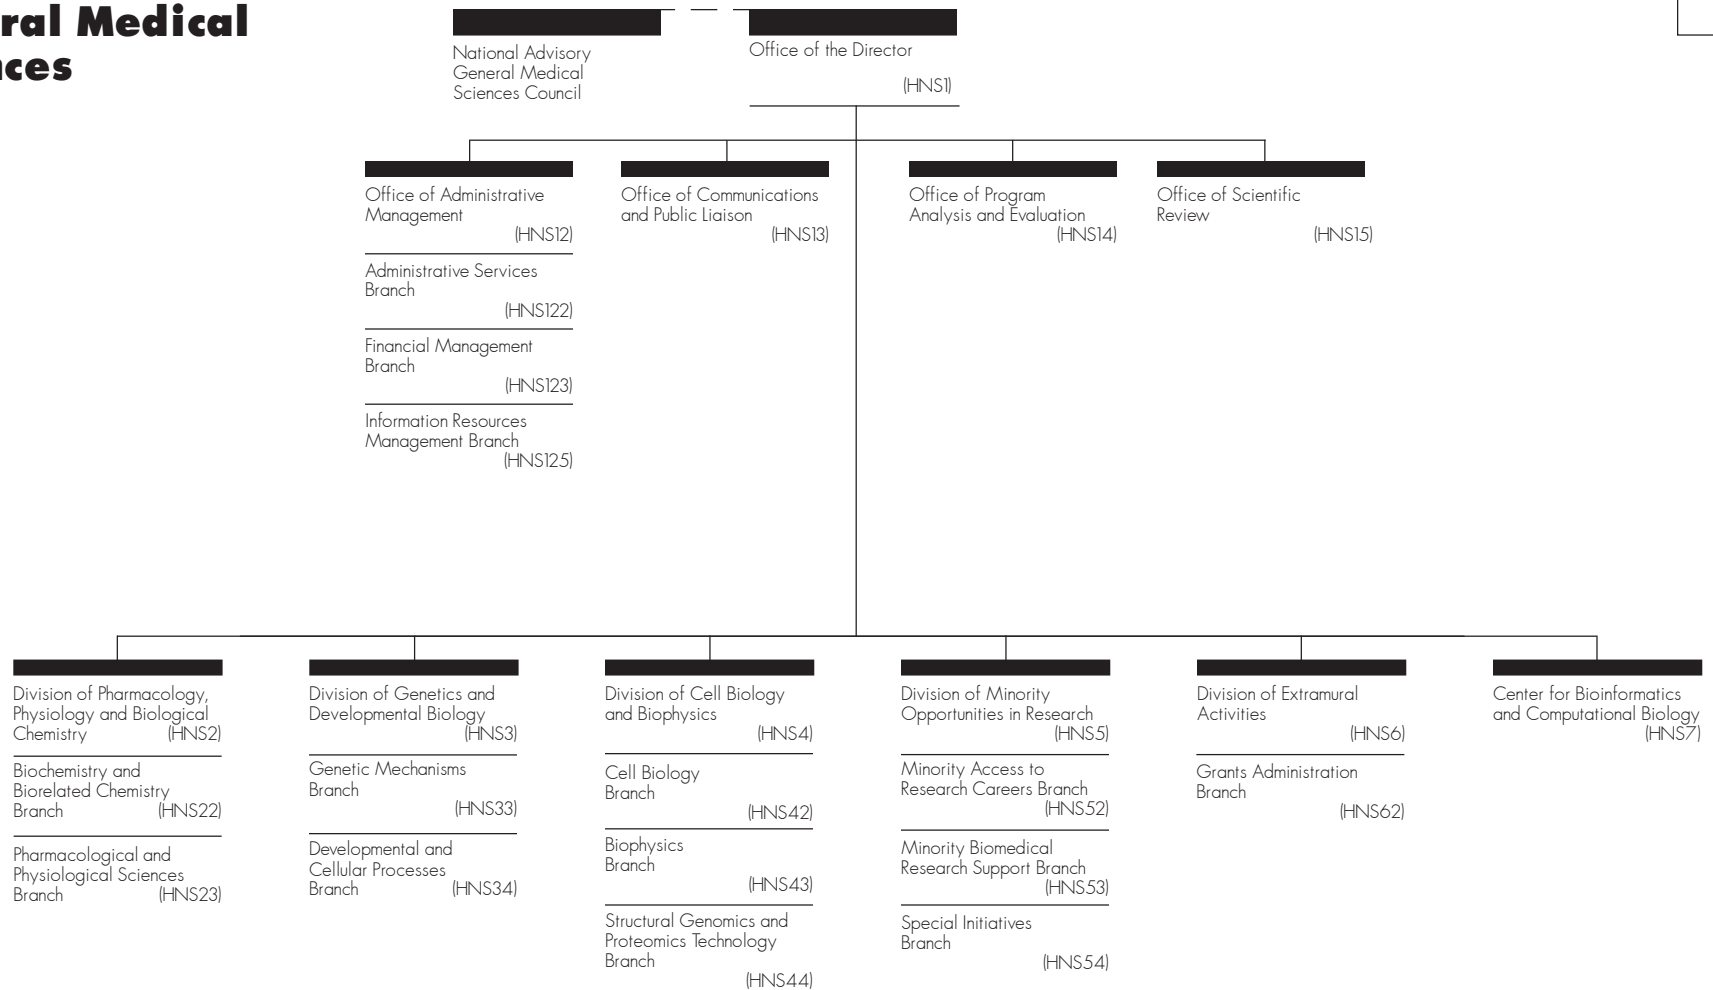 ral Medical
ces
National Advisory
General Medical
Sciences Council
Office of the Director
(HNS1)
Office of Administrative
Management
(HNS12)
Administrative Services
Branch
(HNS122)
Financial Management
Branch
(HNS123)
Information Resources
Management Branch
(HNS125)
Office of Communications
and Public Liaison
(HNS13)
Office of Program
Analysis and Evaluation
(HNS14)
Office of Scientific
Review
(HNS15)
Division of Pharmacology,
Physiology and Biological
Chemistry (HNS2)
Biochemistry and
Biorelated Chemistry
Branch (HNS22)
Pharmacological and
Physiological Sciences
Branch (HNS23)
Division of Genetics and
Developmental Biology
(HNS3)
Genetic Mechanisms
Branch
(HNS33)
Developmental and
Cellular Processes
Branch (HNS34)
Division of Cell Biology
and Biophysics
(HNS4)
Cell Biology
Branch
(HNS42)
Biophysics
Branch
(HNS43)
Structural Genomics and
Proteomics Technology
Branch
(HNS44)
Division of Minority
Opportunities in Research
(HNS5)
Minority Access to
Research Careers Branch
(HNS52)
Minority Biomedical
Research Support Branch
(HNS53)
Special Initiatives
Branch
(HNS54)
Division of Extramural
Activities
(HNS6)
Grants Administration
Branch
(HNS62)
Center for Bioinformatics
and Computational Biology
(HNS7)